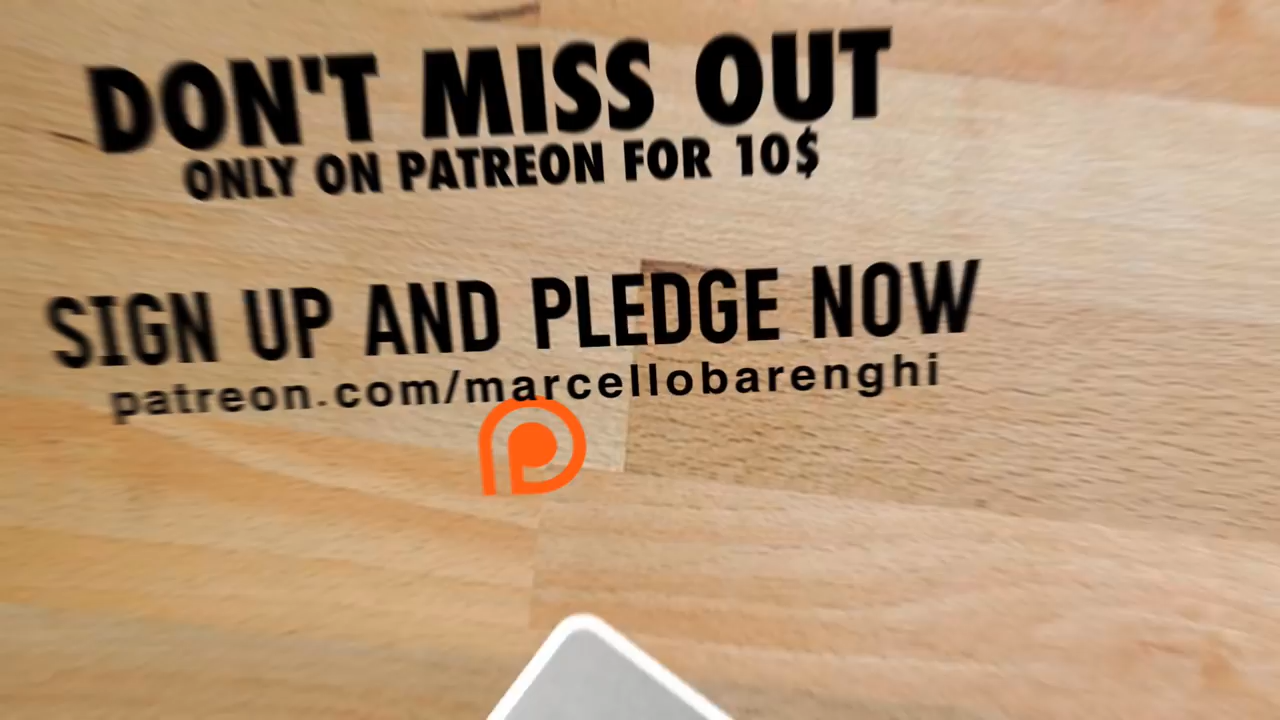 DON'T MISS OUT
ONLY ON PATREON FOR 10$
SIGN UP AND PLEDGE NOW
patreon.com/marcellobarenghi